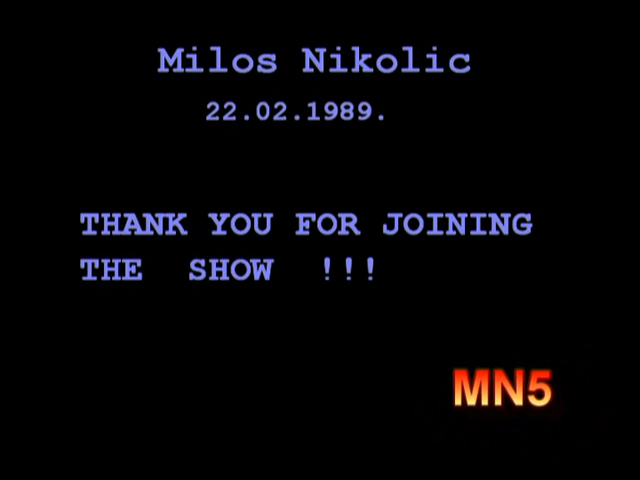 Milos Nikolic
22.02.1989.
THANK YOU FOR JOINING
THE SHOW !!!
MN5